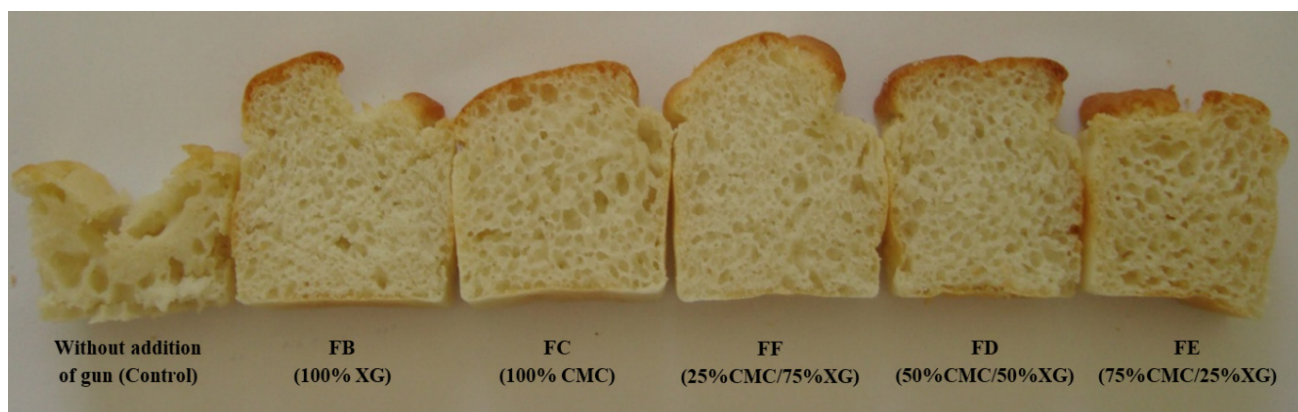 Without addition
of gun (Control)
FB
(100% XG)
FC
(100% CMC)
FF
(25%CMC/75%XG)
FD
(50%CMC/50%XG)
FE
(75%CMC/25%XG)